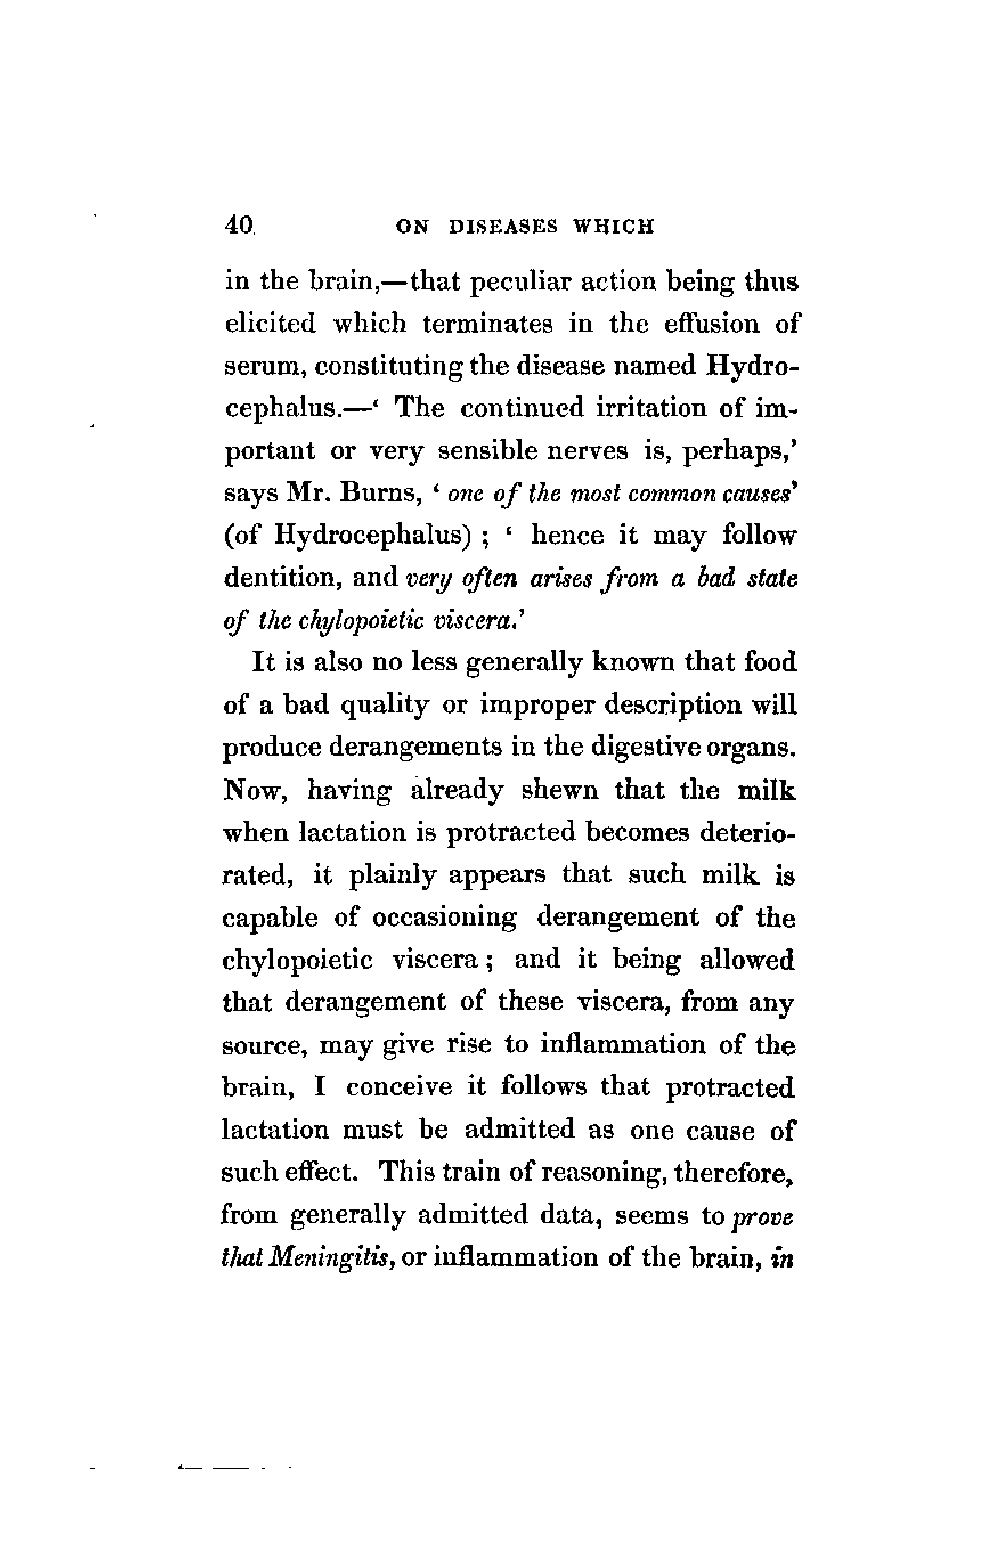 40 ON DISEASES WHICH
in the brain,—that peculiar action being thus
elicited which terminates in the effusion of
serum, constituting the disease named Hydro-
cephalus.—‘ The continued irritation of im-
portant or very sensible nerves is, perhaps,’
says Mr. Burns, ‘ one of the most common causes’
(of Hydrocephalus) ; ‘ hence it may follow
dentition, and very often arises from a bad state
of the chylopoietic viscera.’
It is also no less generally known that food
of a bad quality or improper description will
produce derangements in the digestive organs.
Now, having already shewn that the milk
when lactation is protracted becomes deterio-
rated, it plainly appears that such milk is
capable of occasioning derangement of the
chylopoietic viscera; and it being allowed
that derangement of these viscera, from any
source, may give rise to inflammation of the
brain, I conceive it follows that protracted
lactation must be admitted as one cause of
such effect. This train of reasoning, therefore,
from generally admitted data, seems to prove
that Meningitis, or inflammation of the brain, in